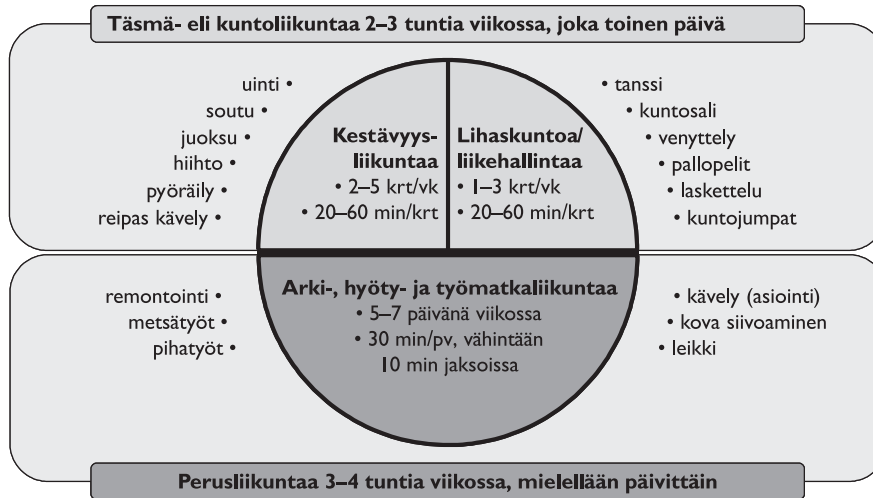 Täsmä- eli kuntoliikuntaa 2–3 tuntia viikossa, joka toinen päivä
uinti •
soutu •
juoksu •
hiihto •
pyöräily •
reipas kävely •
Kestävyys-
liikuntaa
• 2–5 krt/vk
• 20–60 min/krt
Lihaskuntoa/
liikehallintaa
• 1–3 krt/vk
• 20–60 min/krt
• tanssi
• kuntosali
• venyttely
• pallopelit
• laskettelu
• kuntojumpat
remontointi •
metsätyöt •
pihatyöt •
Arki-, hyöty- ja työmatkaliikuntaa
• 5–7 päivänä viikossa
• 30 min/pv, vähintään
10 min jaksoissa
• kävely (asiointi)
• kova siivoaminen
• leikki
Perusliikuntaa 3–4 tuntia viikossa, mielellään päivittäin